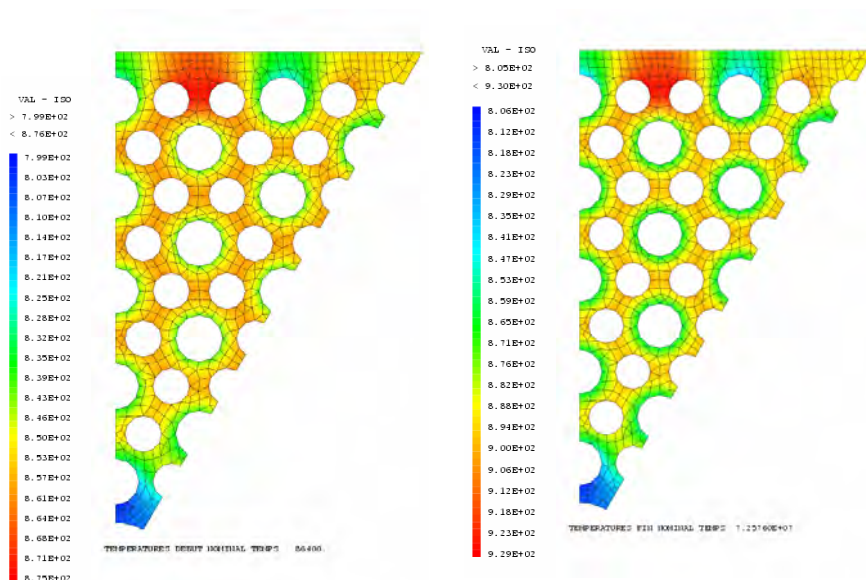 VAL - ISO
> 7.99E+02
< 8.76E+02
7.99E+02
8.03E+02
8.07E+02
8.10E+02
8.14E+02
8.17E+02
8.21E+02
8.25E+02
8.28E+02
8.32E+02
8.35E+02
8.39E+02
8.43E+02
8.46E+02
8.50E+02
8.53E+02
8.57E+02
8.61E+02
8.64E+02
8.68E+02
8.71E+02
8.75E+02
TEMPERATURES DEBUT NOMINAL TEMPS 86400.
VAL - ISO
> 8.05E+02
< 9.30E+02
8.06E+02
8.12E+02
8.18E+02
8.23E+02
8.29E+02
8.35E+02
8.41E+02
8.47E+02
8.53E+02
8.59E+02
8.65E+02
8.71E+02
8.76E+02
8.82E+02
8.88E+02
8.94E+02
9.00E+02
9.06E+02
9.12E+02
9.18E+02
9.23E+02
9.29E+02
TEMPERATURES FIN NOMINAL TEMPS 7.25760E+07